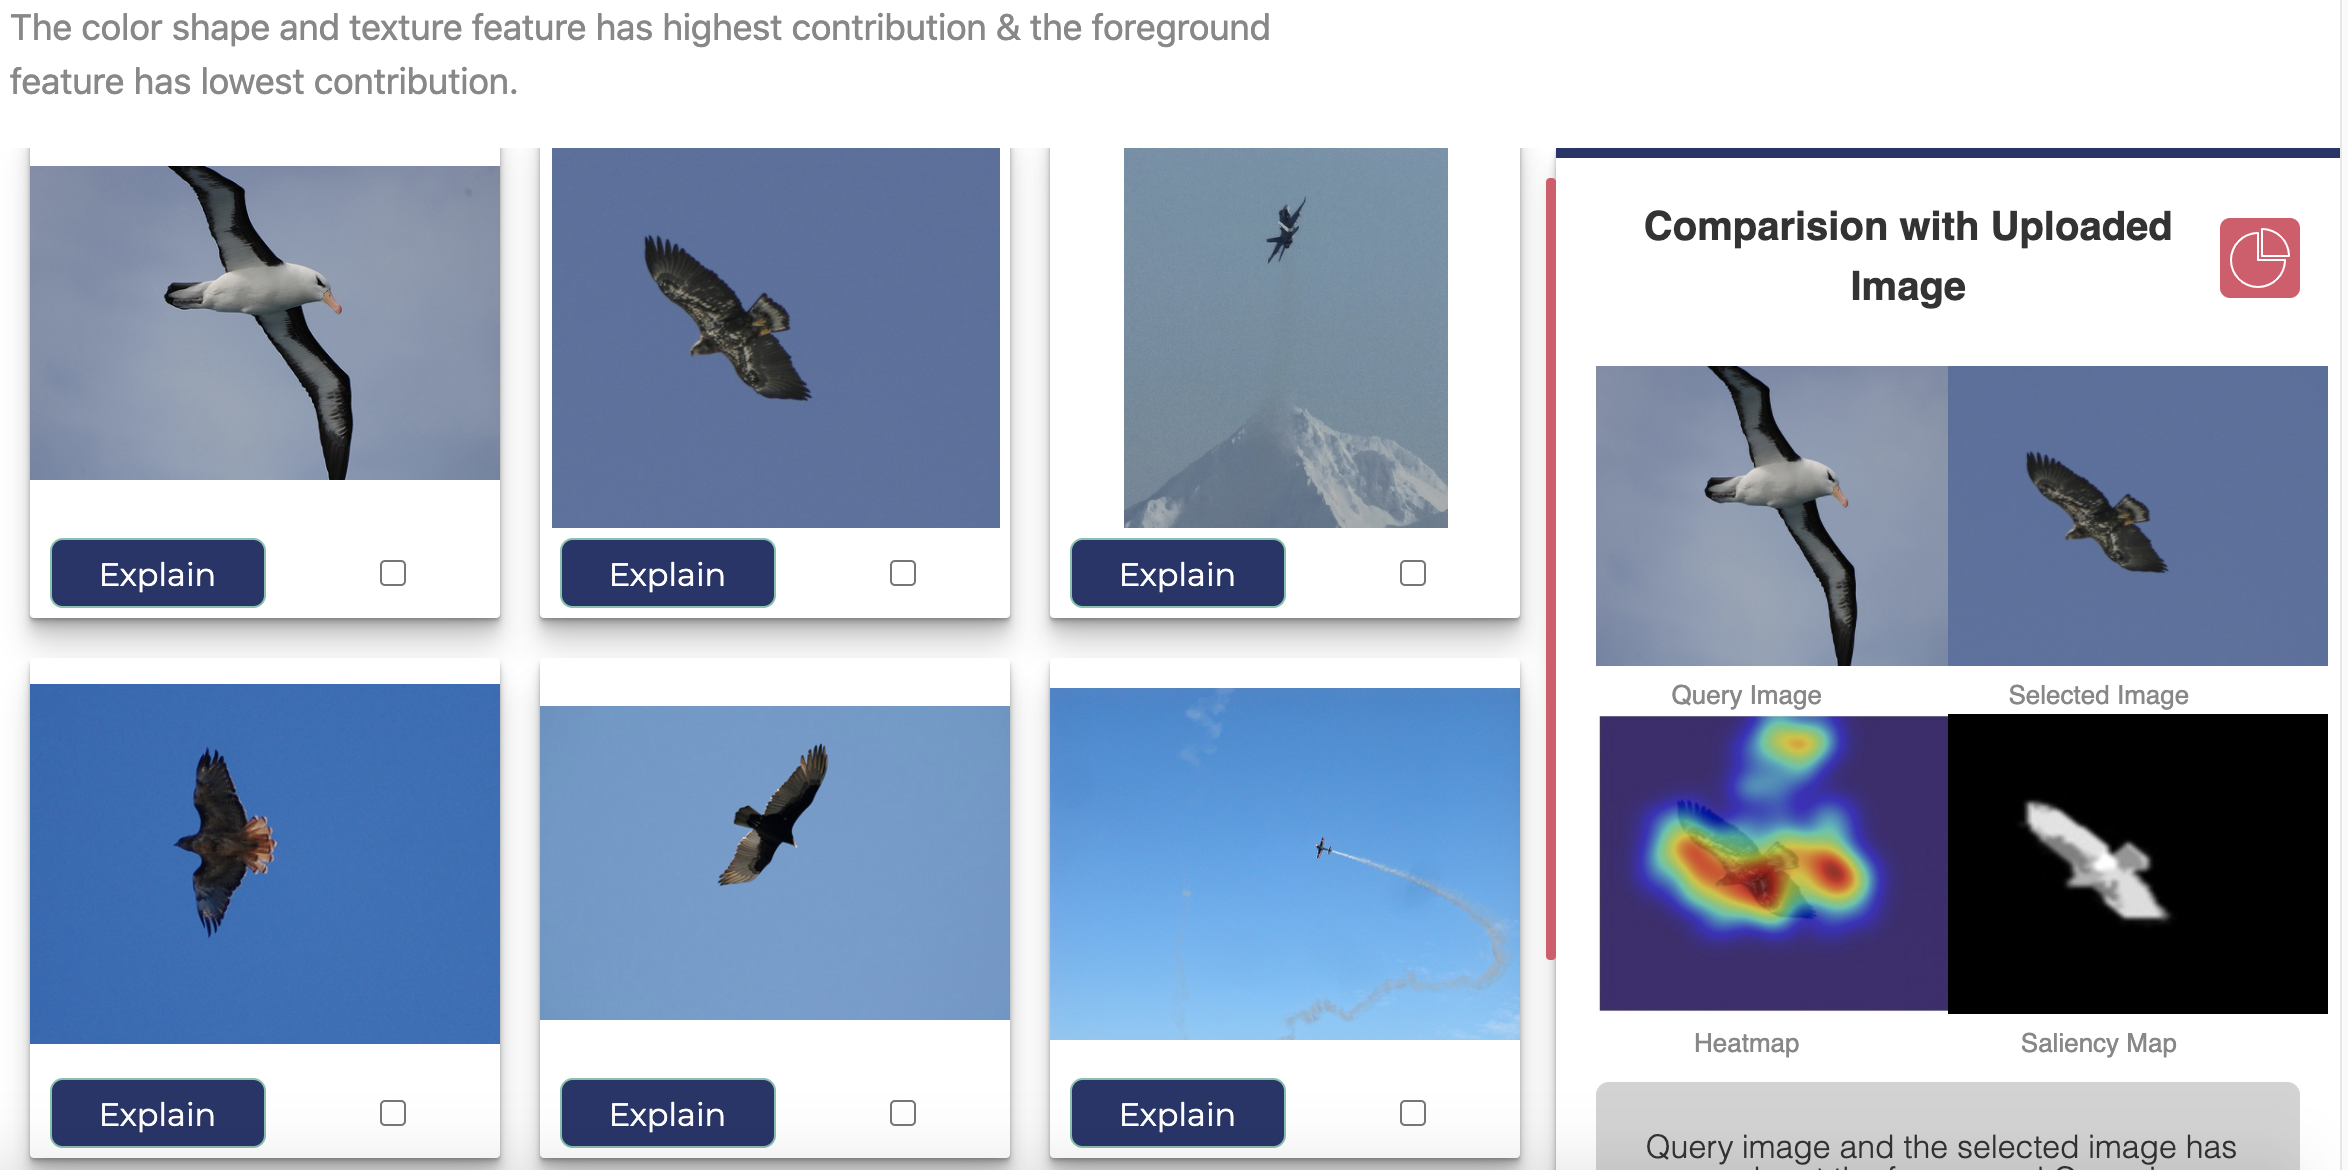 The color shape and texture feature has highest contribution & the foreground
feature has lowest contribution.
Explain
Explain
Explain
Explain
Explain
Explain
Comparision with Uploaded
Image
Query Image
Selected Image
Heatmap
Saliency Map
Query image and the selected image has